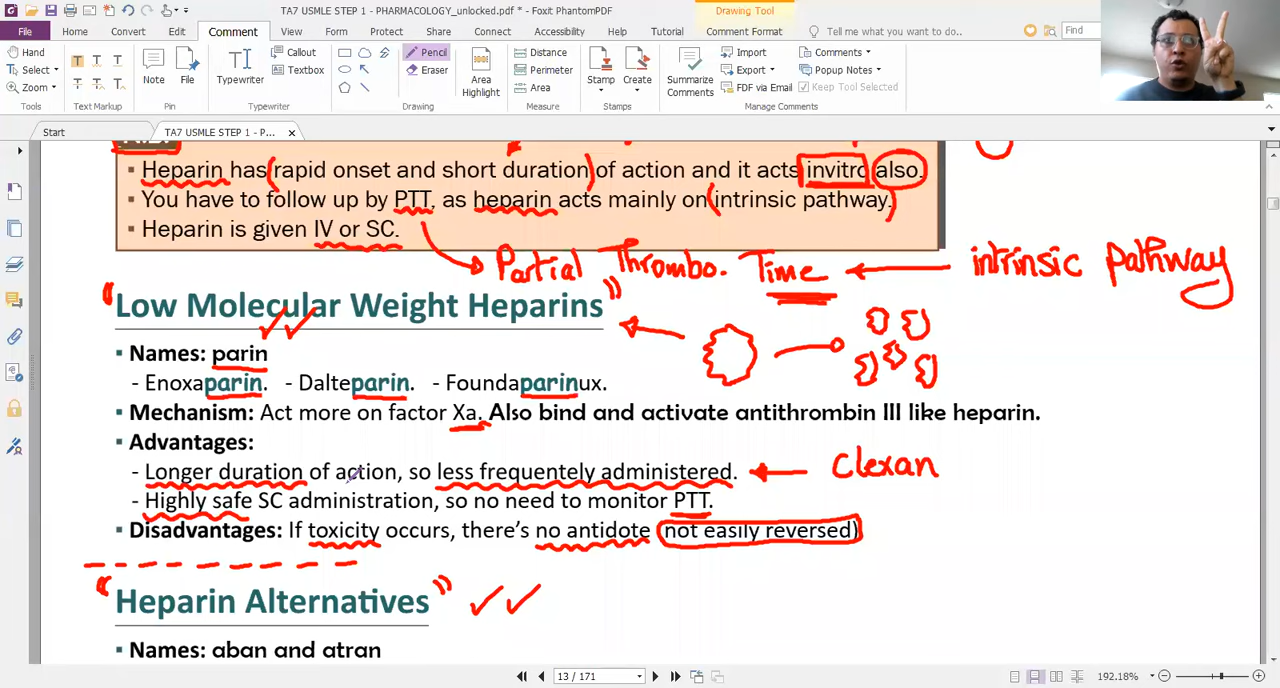 TA7 USMLE STEP 1 - PHARMACOLOGY_unlocked.pdf * - Foxit PhantomPDF
Drawing Tool
File Home Convert Edit Comment View Form Protect Share Connect Accessibility Help Tutorial Comment Format Tell me what you want to do.. Find
Hand
Select
Zoom
Tools
T T T
T T T
Text Markup
Note
File
Pin
Typewriter
Callout
Textbox
Typewriter
Pencil
Eraser
Drawing
Area Highlight
Distance
Perimeter
Area
Measure
Stamp
Create
Stamps
Summarize Comments
Import
Export
FDF via Email
Comments
Popup Notes
Keep Tool Selected
Manage Comments
Start
TA7 USMLE STEP 1 - P...
▪ Heparin has rapid onset and short duration of action and it acts invitro also.
▪ You have to follow up by PTT, as heparin acts mainly on intrinsic pathway.
▪ Heparin is given IV or SC.
Partial Thrombo. Time
intrinsic pathway
"Low Molecular Weight Heparins"
▪ Names: parin
- Enoxaparin. - Dalteparin. - Foundaparinux.
▪ Mechanism: Act more on factor Xa. Also bind and activate antithrombin III like heparin.
▪ Advantages:
- Longer duration of action, so less frequentely administered.
clexan
- Highly safe SC administration, so no need to monitor PTT.
▪ Disadvantages: If toxicity occurs, there's no antidote (not easily reversed)
"Heparin Alternatives"
▪ Names: aban and atran
13 / 171
192.18%